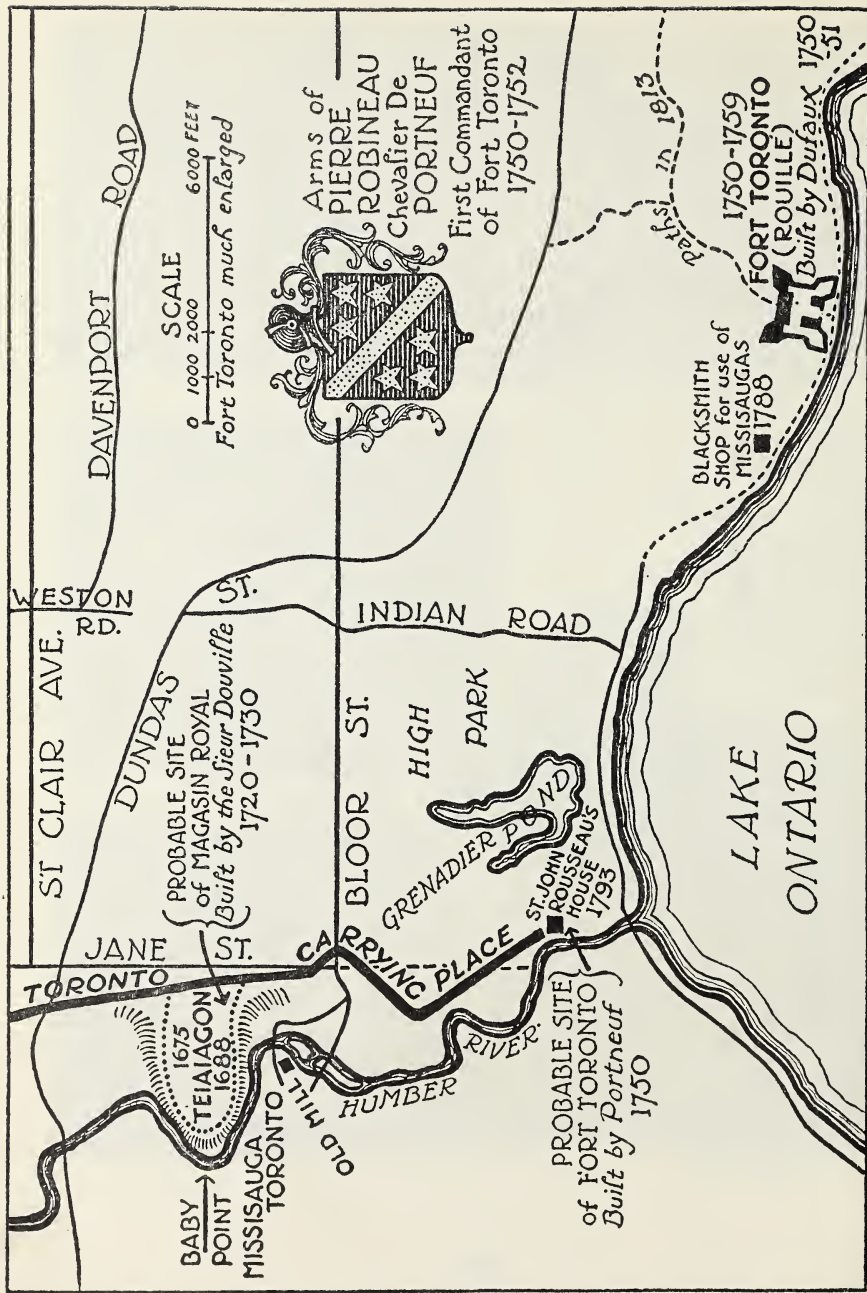 ST CLAIR AVE.
WESTON
RD.
DAVENPORT ROAD
DUNDAS ST.
JANE ST.
PROBABLE SITE
of MAGASIN ROYAL
Built by the Sieur Douville
1720-1730
SCALE
0 1000 2000 6000 FEET
Fort Toronto much enlarged
Arms of
PIERRE
ROBINEAU
Chevalier De
PORTNEUF
First Commandant
of Fort Toronto
1750-1752
TORONTO CARRYING PLACE
1675
TEIAIAGON
1688
BABY
POINT
MISSISAUGA
TORONTO
OLD MILL
HUMBER RIVER
BLOOR ST.
INDIAN ROAD
HIGH
PARK
GRENADIER POND
ST. JOHN
ROUSSEAU'S
HOUSE
1793
PROBABLE SITE
of FORT TORONTO
Built by Portneuf
1750
Paths in 1813
BLACKSMITH
SHOP for use of
MISSISAUGAS
1788
1750-1759
FORT TORONTO
(ROUILLE)
Built by Dufaux 1750
-51
LAKE
ONTARIO